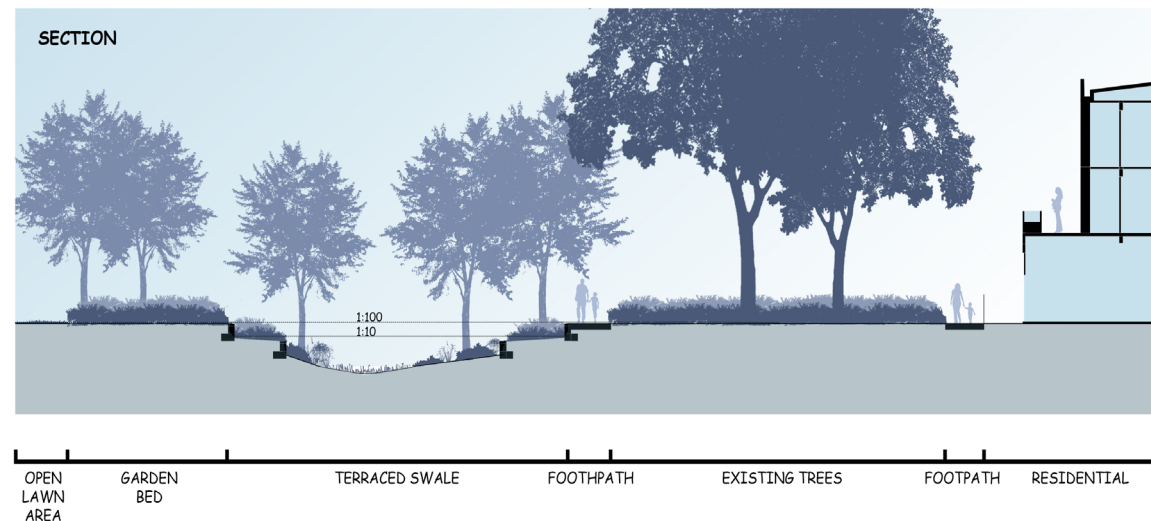 SECTION
1:100
1:10
OPEN
LAWN
AREA
GARDEN
BED
TERRACED SWALE
FOOTHPATH
EXISTING TREES
FOOTPATH
RESIDENTIAL